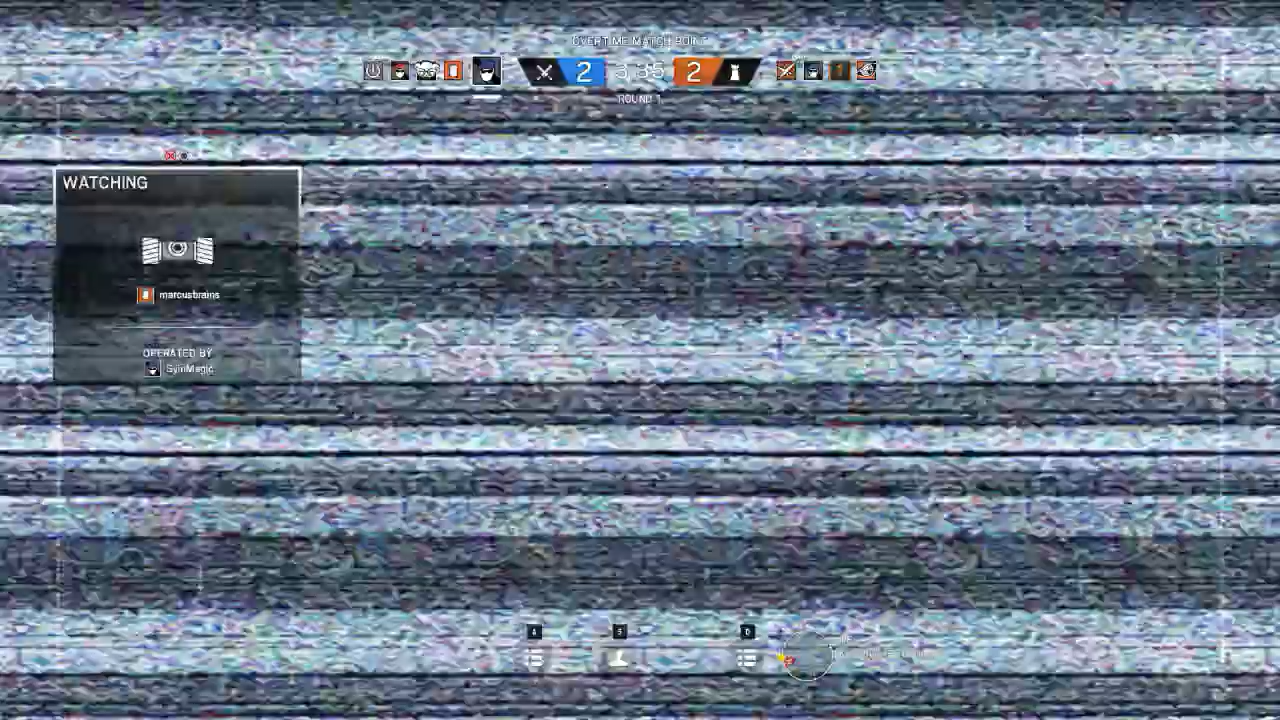 OVERTIME MATCH POINT
2 3:35 2
ROUND 1
WATCHING
marcusbrains
OPERATED BY
SyinMagic